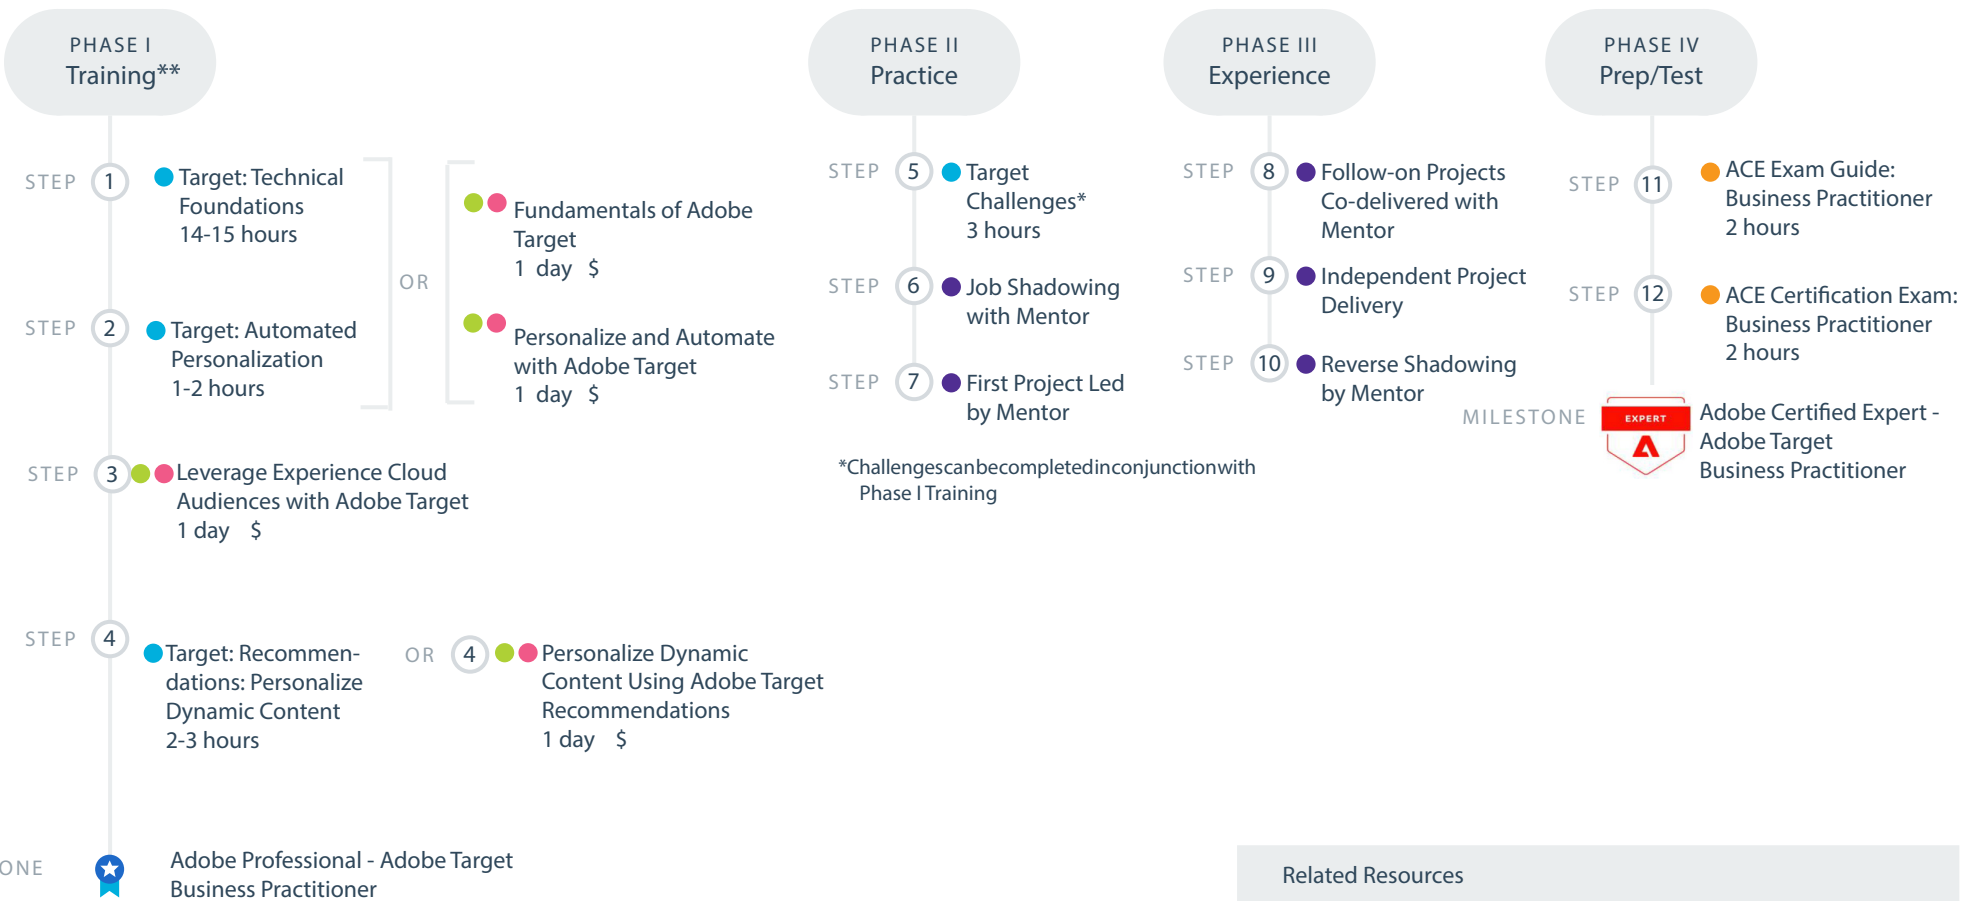 PHASE I
Training**
STEP 1
Target: Technical
Foundations
14-15 hours
STEP 2
Target: Automated
Personalization
1-2 hours
OR
Fundamentals of Adobe
Target
1 day $
Personalize and Automate
with Adobe Target
1 day $
STEP 3
Leverage Experience Cloud
Audiences with Adobe Target
1 day $
STEP 4
Target: Recommen-
dations: Personalize
Dynamic Content
2-3 hours
OR 4
Personalize Dynamic
Content Using Adobe Target
Recommendations
1 day $
ONE
Adobe Professional - Adobe Target
Business Practitioner
PHASE II
Practice
STEP 5
Target
Challenges*
3 hours
STEP 6
Job Shadowing
with Mentor
STEP 7
First Project Led
by Mentor
*Challengescanbecompletedinconjunctionwith
Phase I Training
PHASE III
Experience
STEP 8
Follow-on Projects
Co-delivered with
Mentor
STEP 9
Independent Project
Delivery
STEP 10
Reverse Shadowing
by Mentor
PHASE IV
Prep/Test
STEP 11
ACE Exam Guide:
Business Practitioner
2 hours
STEP 12
ACE Certification Exam:
Business Practitioner
2 hours
MILESTONE
EXPERT
Adobe Certified Expert -
Adobe Target
Business Practitioner
Related Resources